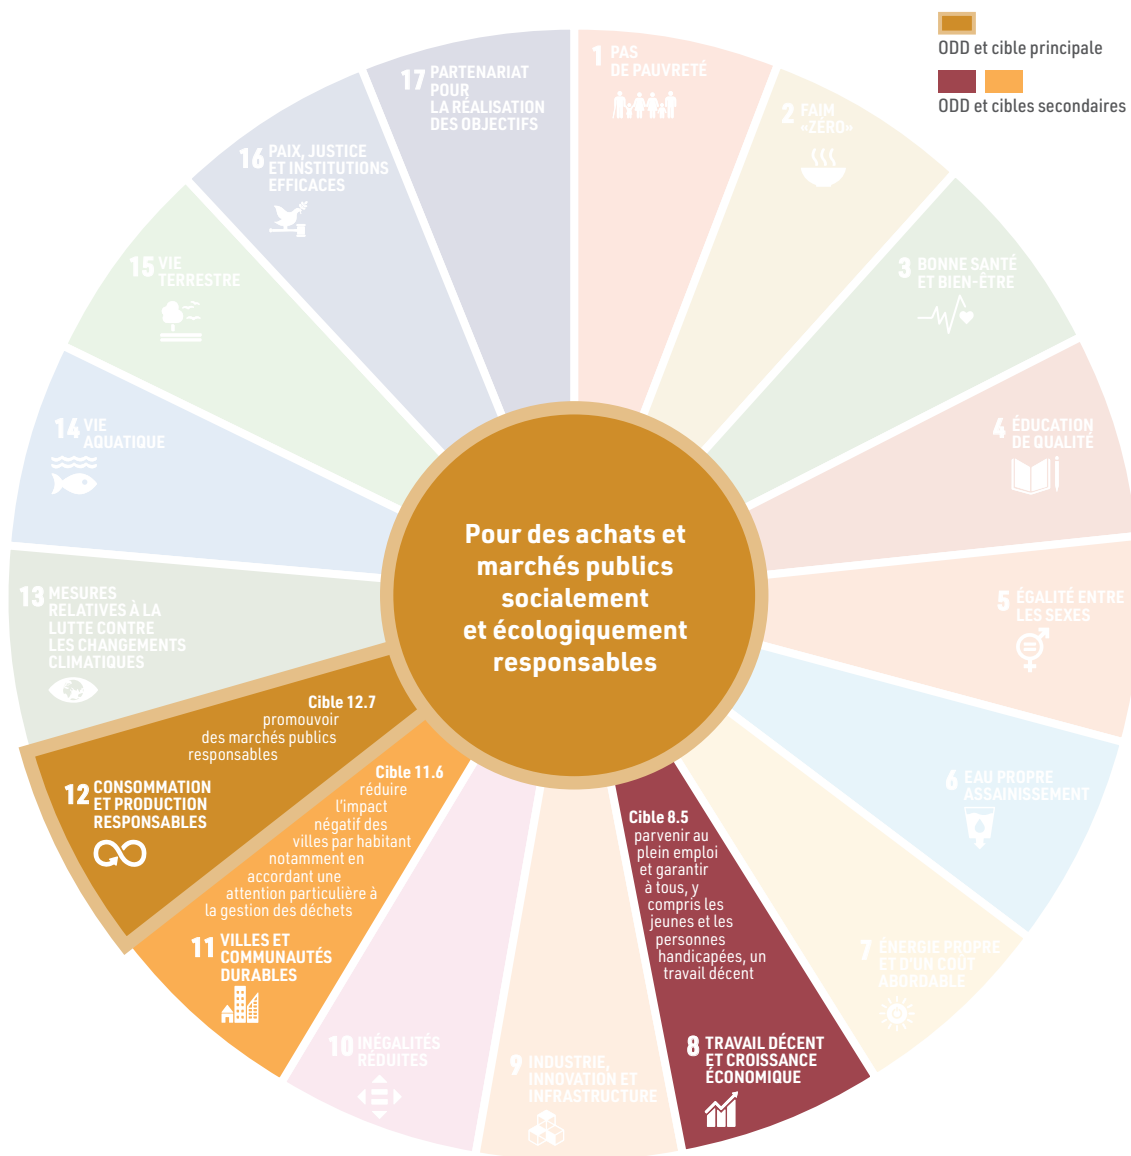 ODD et cible principale
ODD et cibles secondaires
1 PAS
DE PAUVRETÉ
2 FAIM
«ZÉRO»
3 BONNE SANTÉ
ET BIEN-ÊTRE
4 ÉDUCATION
DE QUALITÉ
5 ÉGALITÉ ENTRE
LES SEXES
6 EAU PROPRE
ASSAINISSEMENT
7 ÉNERGIE PROPRE
ET D'UN COÛT
ABORDABLE
Cible 8.5
parvenir au
plein emploi
et garantir
à tous, y
compris les
jeunes et les
personnes
handicapées, un
travail décent
8 TRAVAIL DÉCENT
ET CROISSANCE
ÉCONOMIQUE
9 INDUSTRIE,
INNOVATION ET
INFRASTRUCTURE
10 INÉGALITÉS
RÉDUITES
Cible 11.6
réduire
l'impact
négatif des
villes par habitant
notamment en
accordant une
attention particulière à
la gestion des déchets
11 VILLES ET
COMMUNAUTÉS
DURABLES
Cible 12.7
promouvoir
des marchés publics
responsables
12 CONSOMMATION
ET PRODUCTION
RESPONSABLES
13 MESURES
RELATIVES À LA
LUTTE CONTRE
LES CHANGEMENTS
CLIMATIQUES
14 VIE
AQUATIQUE
15 VIE
TERRESTRE
16 PAIX, JUSTICE
ET INSTITUTIONS
EFFICACES
17 PARTENARIAT
POUR
LA RÉALISATION
DES OBJECTIFS
Pour des achats et
marchés publics
socialement
et écologiquement
responsables